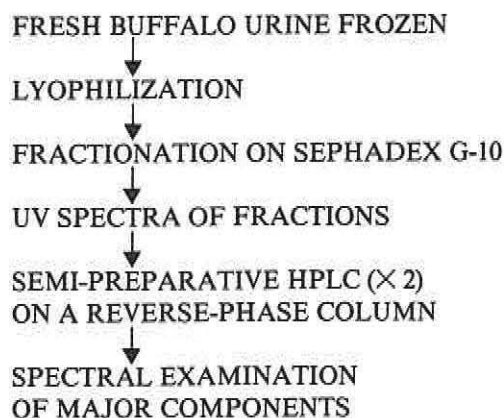 FRESH BUFFALO URINE FROZEN
LYOPHILIZATION
FRACTIONATION ON SEPHADEX G-10
UV SPECTRA OF FRACTIONS
SEMI-PREPARATIVE HPLC (× 2)
ON A REVERSE-PHASE COLUMN
SPECTRAL EXAMINATION
OF MAJOR COMPONENTS